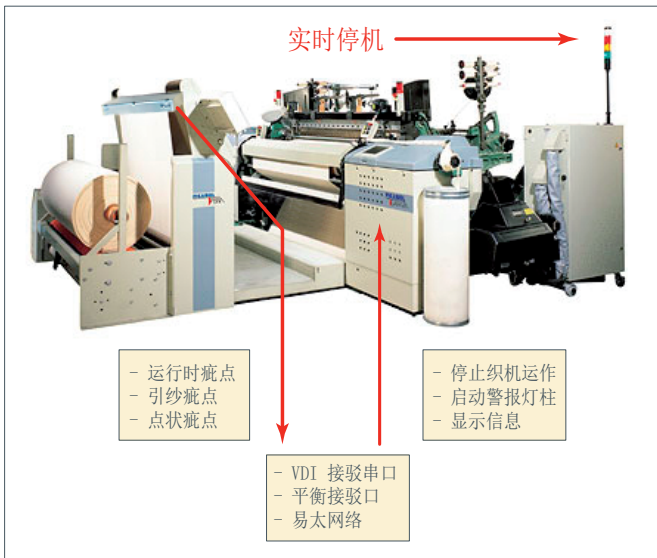 实时停机
- 运行时疵点
- 引纱疵点
- 点状疵点
- 停止织机运作
- 启动警报灯柱
- 显示信息
- VDI 接驳串口
- 平衡接驳口
- 易太网络